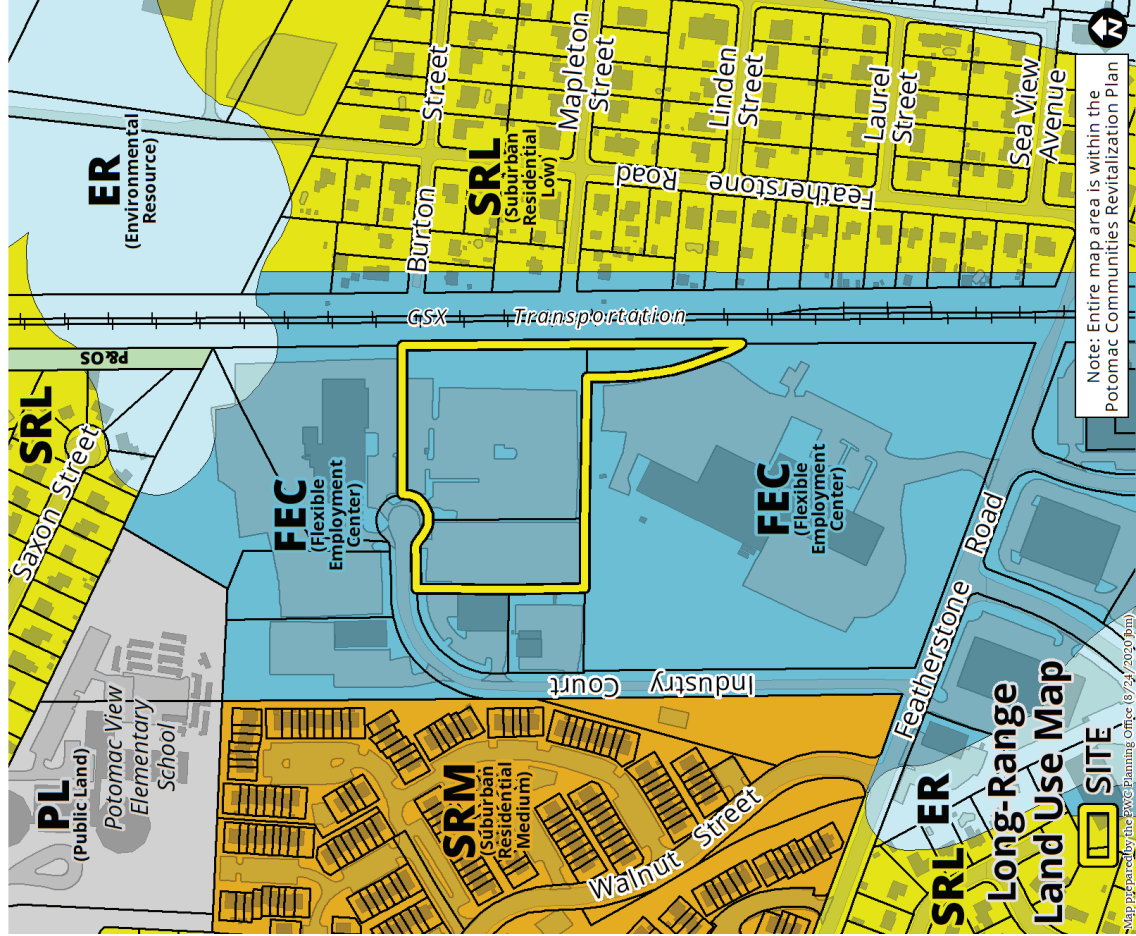 Long-Range
Land Use Map
SITE
Note: Entire map area is within the
Potomac Communities Revitalization Plan
N
Map prepared by the PWC Planning Office (8/24/2020 jbm)
PL
(Public Land)
Potomac View
Elementary
School
SRL
Saxon Street
P&OS
ER
(Environmental
Resource)
FEC
(Flexible
Employment
Center)
SRM
(Suburban
Residential
Medium)
Walnut Street
Industry
Court
FEC
(Flexible
Employment
Center)
CSX Transportation
SRL
(Suburban
Residential
Low)
Burton
Street
Mapleton
Street
Linden
Street
Laurel
Street
Sea View
Avenue
Featherstone
Road
Featherstone Road
ER
SRL